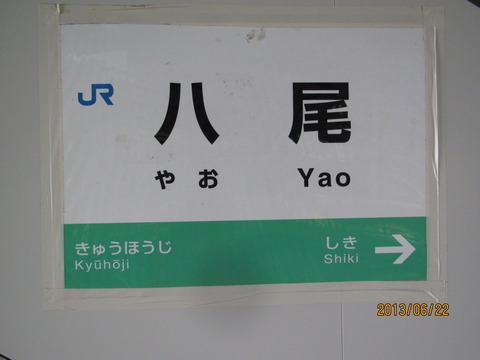 JR
八尾
やお Yao
きゅうほうじ しき →
Kyūhōji Shiki
2013/06/22